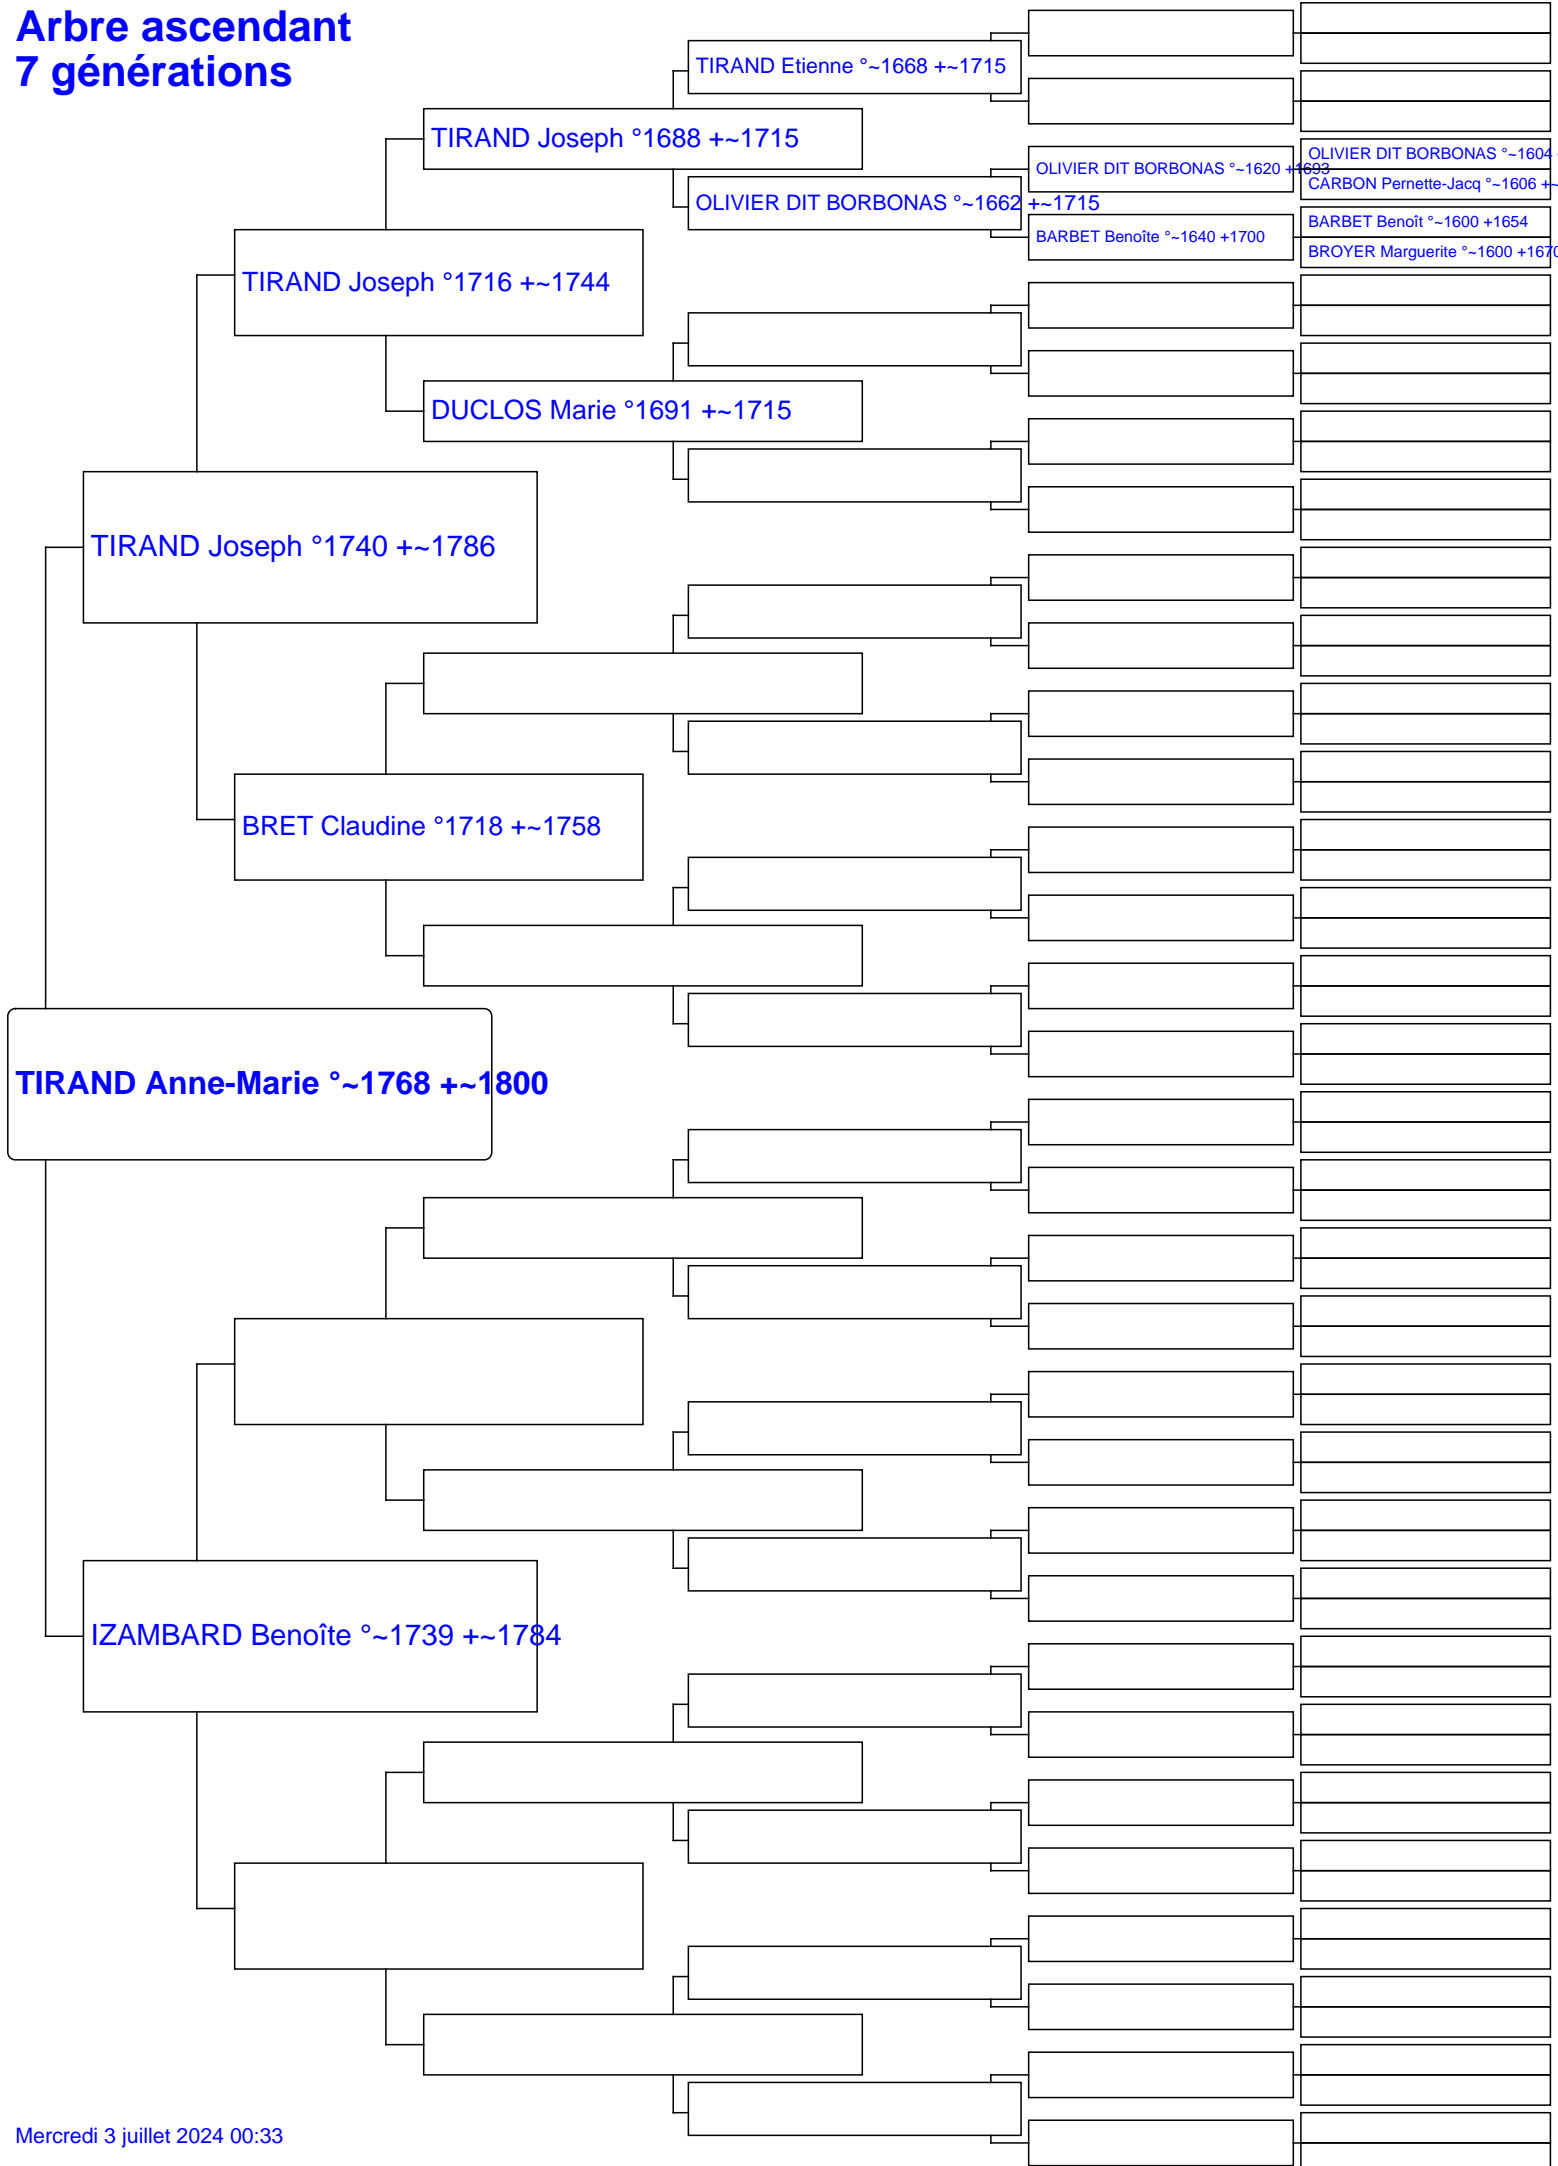 Arbre ascendant
7 générations
TIRAND Etienne °~1668 +~1715
TIRAND Joseph °1688 +~1715
OLIVIER DIT BORBONAS °~1604
OLIVIER DIT BORBONAS °~1620 +1693
CARBON Pernette-Jacq °~1606 +~
OLIVIER DIT BORBONAS °~1662 +~1715
BARBET Benoît °~1600 +1654
BARBET Benoîte °~1640 +1700
BROYER Marguerite °~1600 +1670
TIRAND Joseph °1716 +~1744
DUCLOS Marie °1691 +~1715
TIRAND Joseph °1740 +~1786
BRET Claudine °1718 +~1758
TIRAND Anne-Marie °~1768 +~1800
IZAMBARD Benoîte °~1739 +~1784
Mercredi 3 juillet 2024 00:33